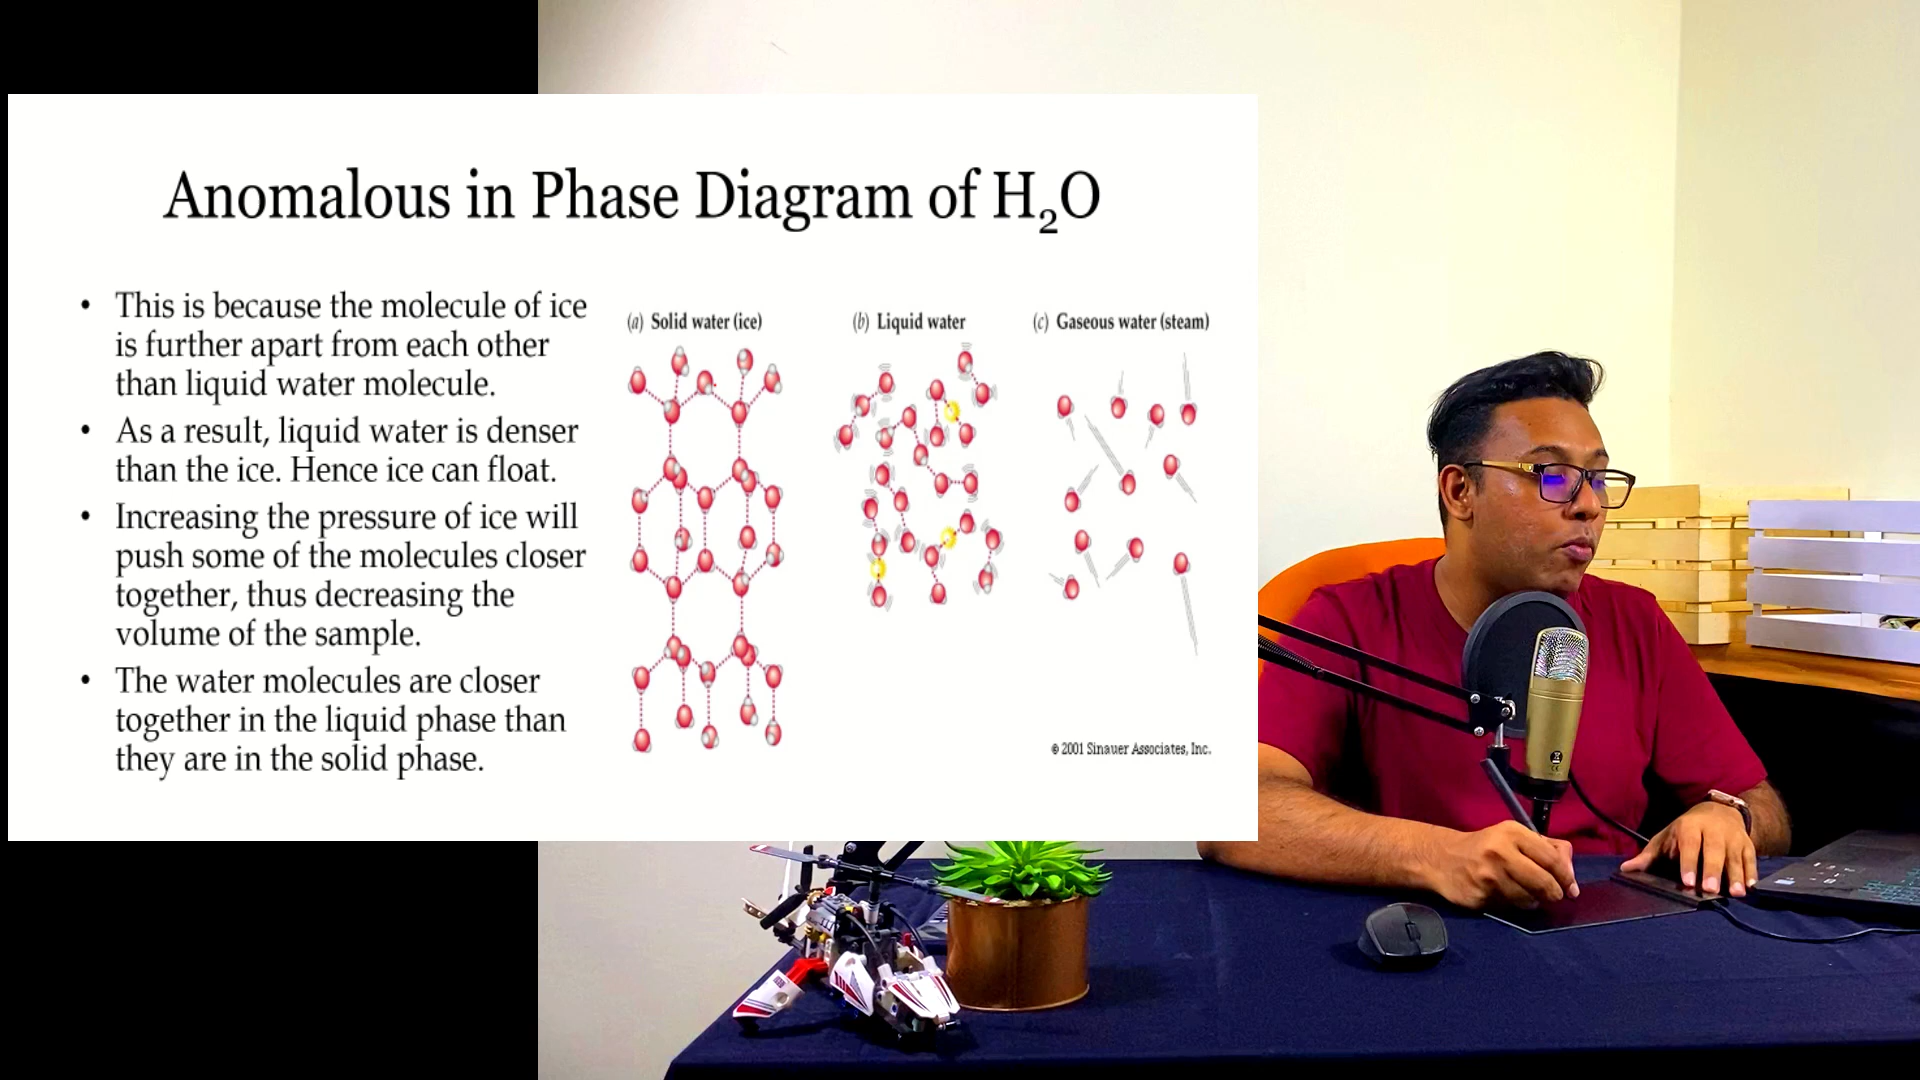 Anomalous in Phase Diagram of H₂O
• This is because the molecule of ice
is further apart from each other
than liquid water molecule.
• As a result, liquid water is denser
than the ice. Hence ice can float.
• Increasing the pressure of ice will
push some of the molecules closer
together, thus decreasing the
volume of the sample.
• The water molecules are closer
together in the liquid phase than
they are in the solid phase.
(a) Solid water (ice)
(b) Liquid water
(c) Gaseous water (steam)
© 2001 Sinauer Associates, Inc.